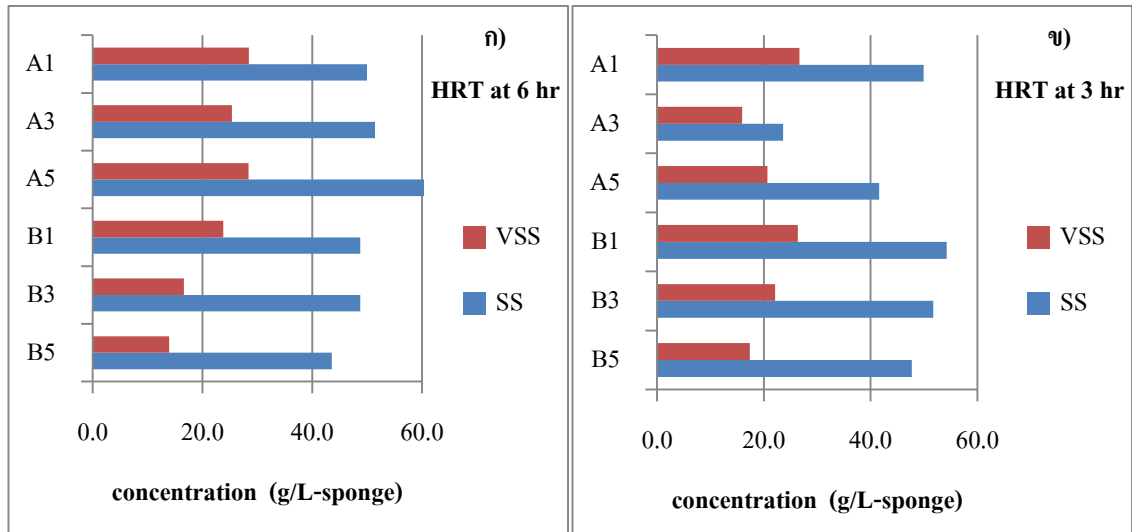 ก)
HRT at 6 hr
A1
A3
A5
B1
B3
B5
VSS
SS
0.0 20.0 40.0 60.0
concentration (g/L-sponge)
ข)
HRT at 3 hr
A1
A3
A5
B1
B3
B5
VSS
SS
0.0 20.0 40.0 60.0
concentration (g/L-sponge)